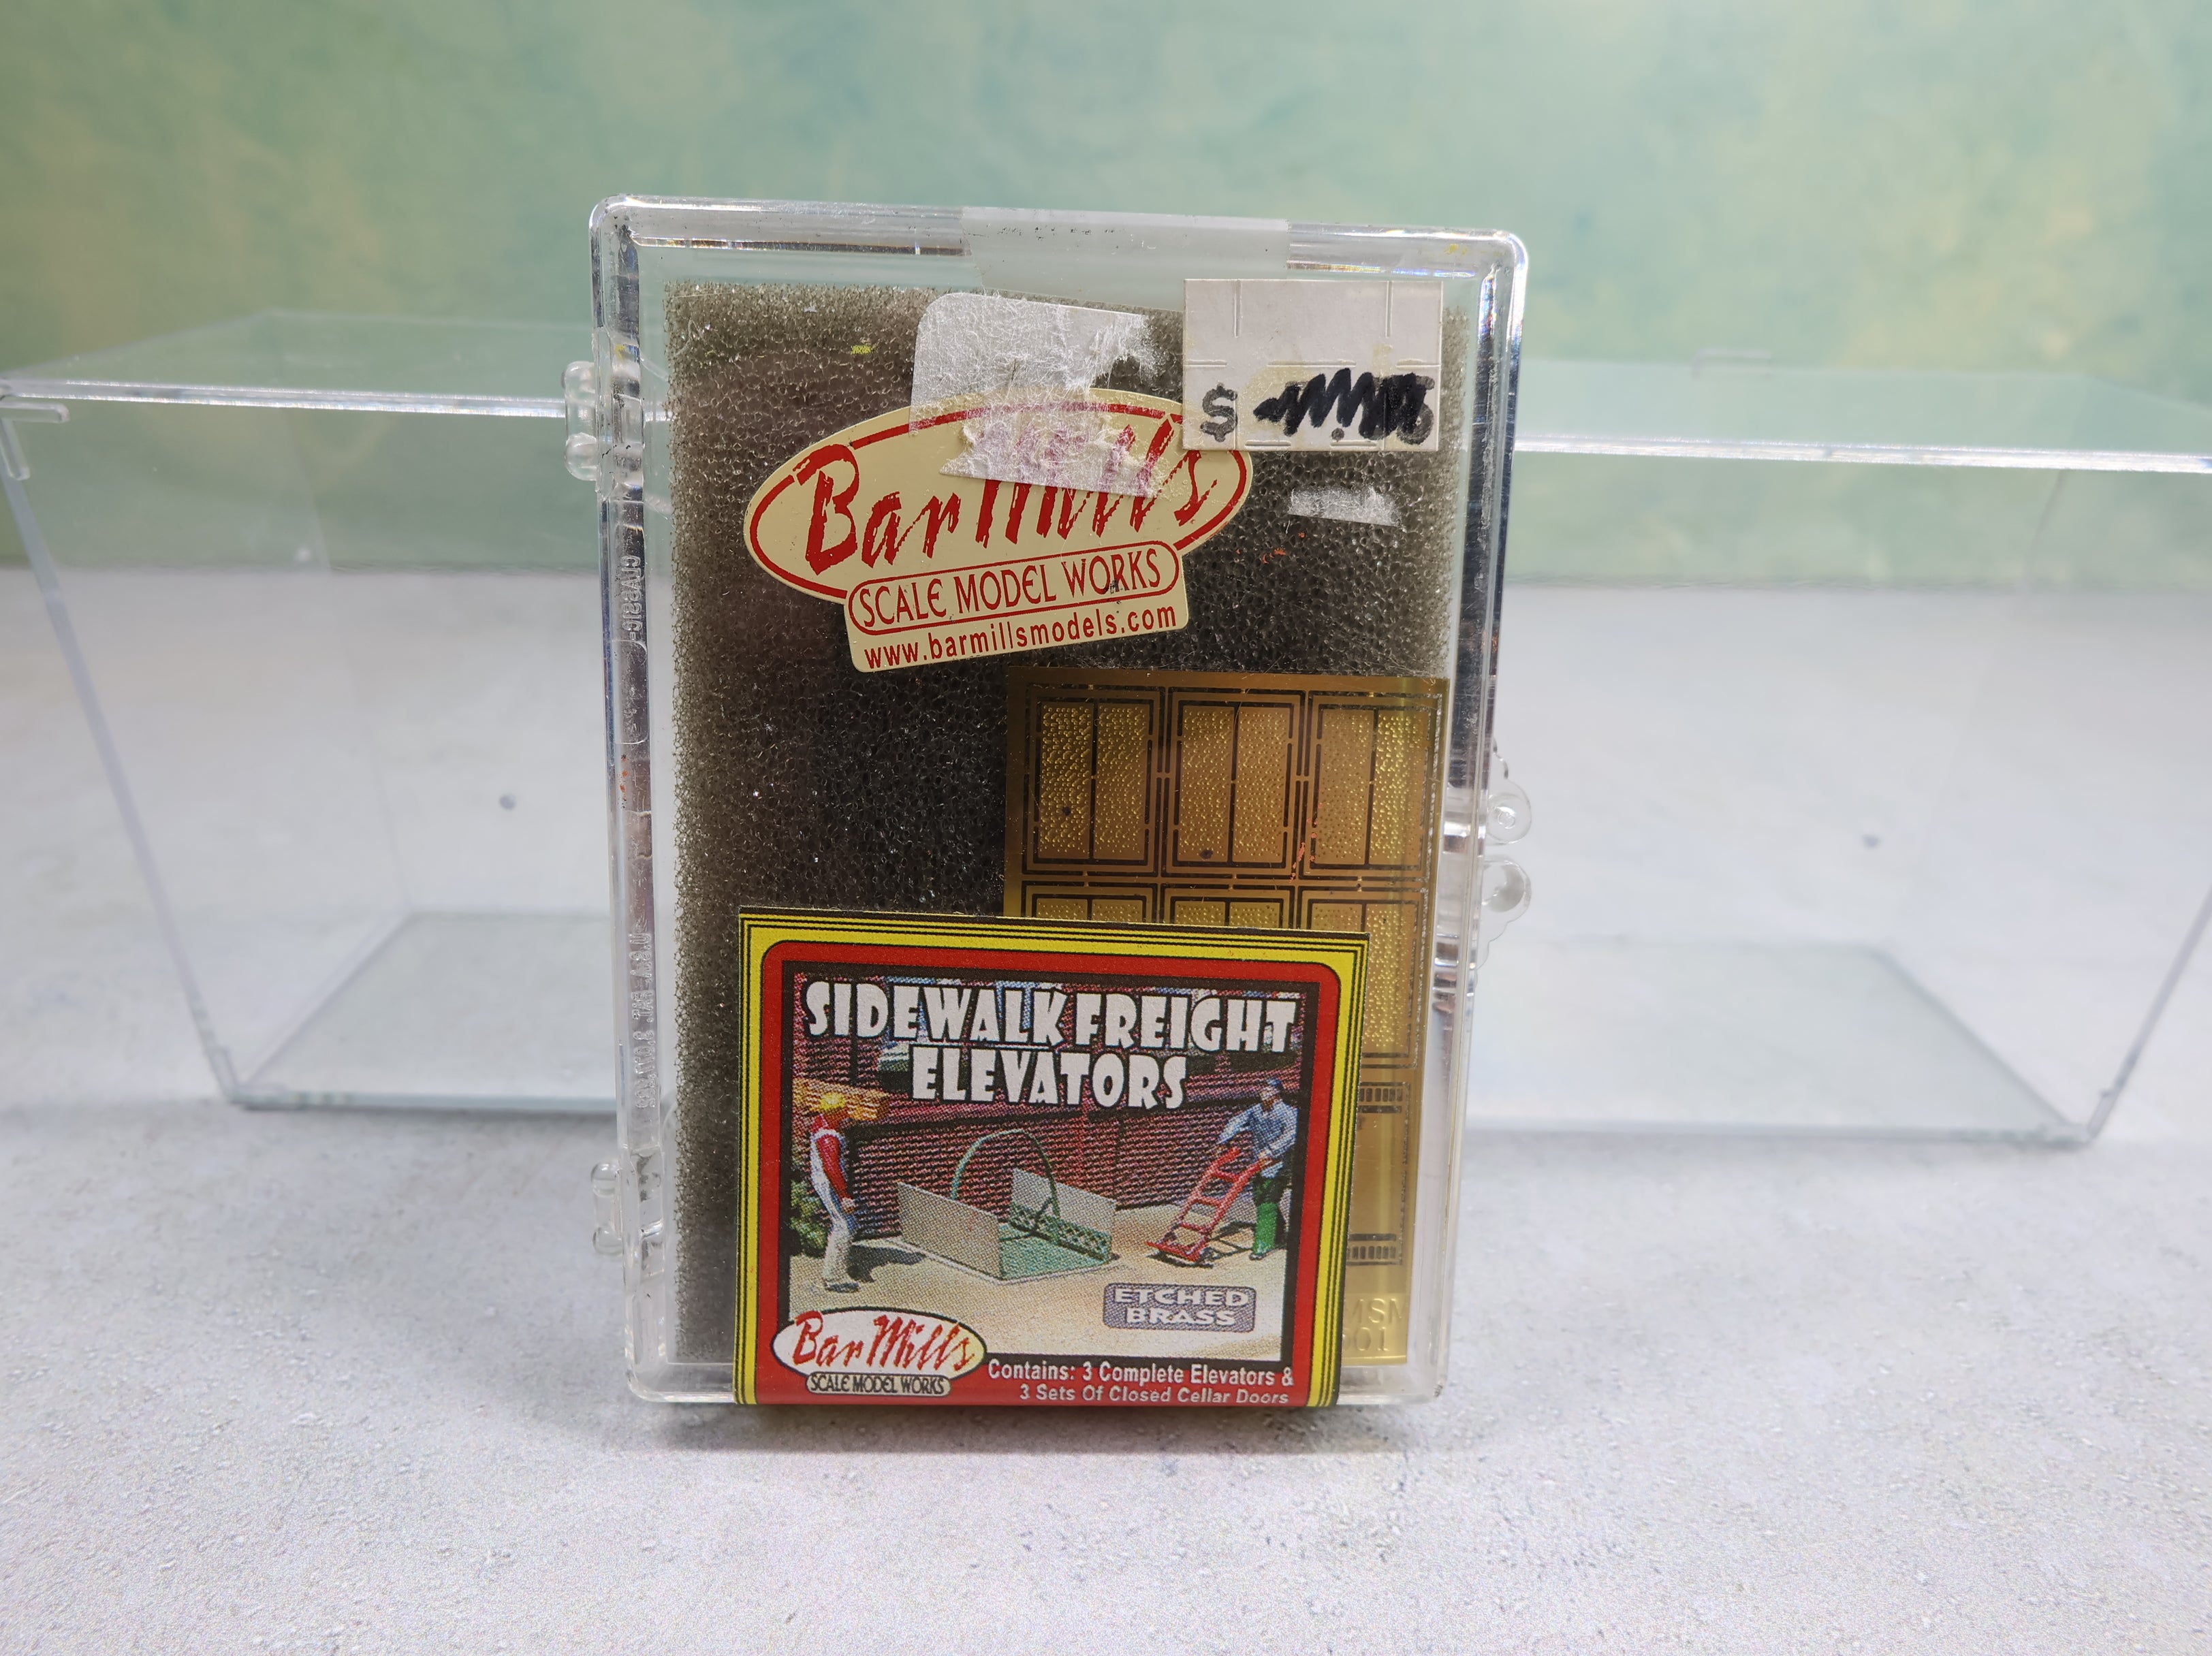 $
Bar Mills
SCALE MODEL WORKS
www.barmillsmodels.com
SIDEWALK FREIGHT
ELEVATORS
ETCHED
BRASS
Bar Mills
SCALE MODEL WORKS
Contains: 3 Complete Elevators &
3 Sets Of Closed Cellar Doors